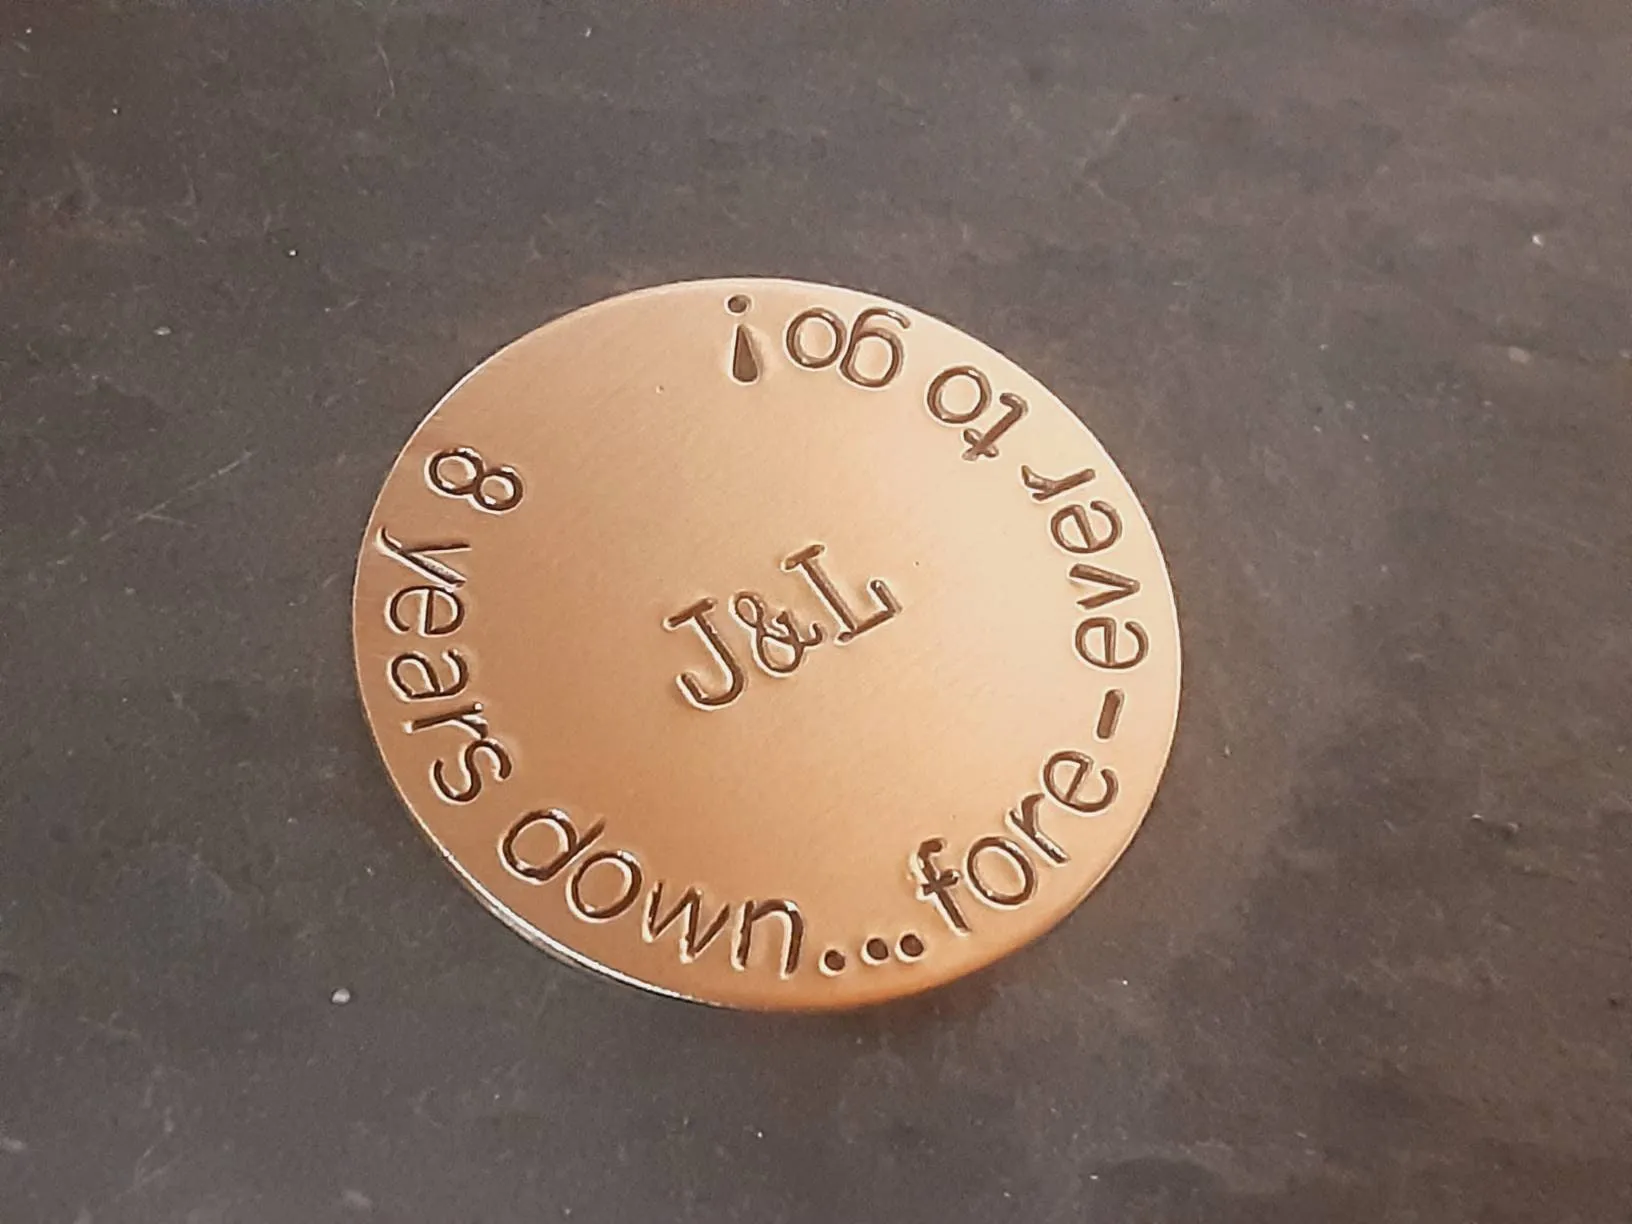 8 years down...fore-ever to go!
J&L